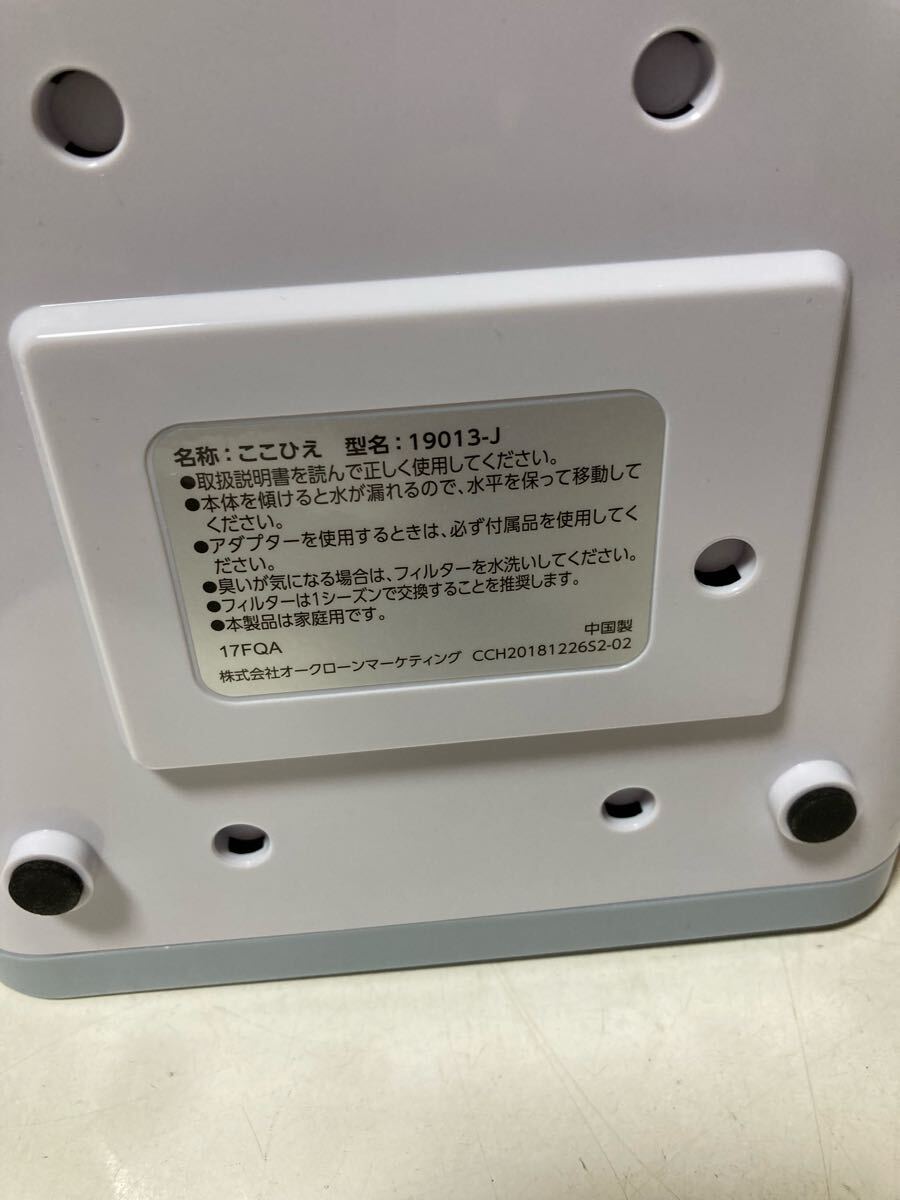 名称：ここひえ　型名：19013-J
●取扱説明書を読んで正しく使用してください。
●本体を傾けると水が漏れるので、水平を保って移動して
ください。
●アダプターを使用するときは、必ず付属品を使用してく
ださい。
●臭いが気になる場合は、フィルターを水洗いしてください。
●フィルターは1シーズンで交換することを推奨します。
●本製品は家庭用です。
17FQA　中国製
株式会社オークローンマーケティング　CCH20181226S2-02